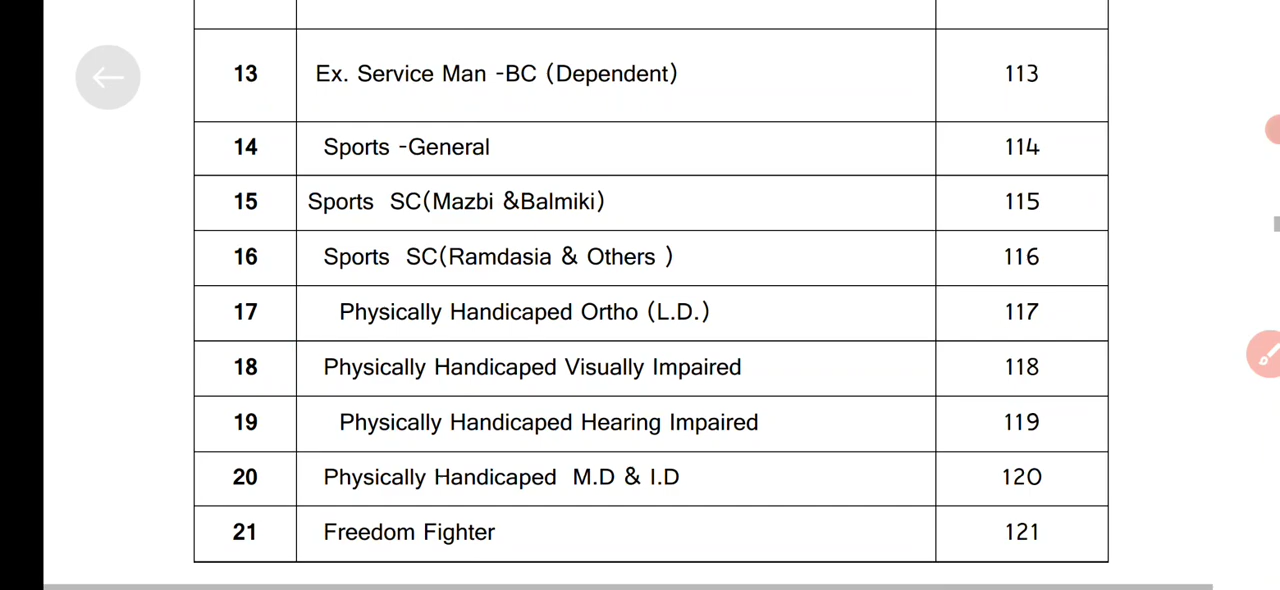 13 Ex. Service Man -BC (Dependent) 113
14 Sports -General 114
15 Sports SC(Mazbi &Balmiki) 115
16 Sports SC(Ramdasia & Others ) 116
17 Physically Handicaped Ortho (L.D.) 117
18 Physically Handicaped Visually Impaired 118
19 Physically Handicaped Hearing Impaired 119
20 Physically Handicaped M.D & I.D 120
21 Freedom Fighter 121